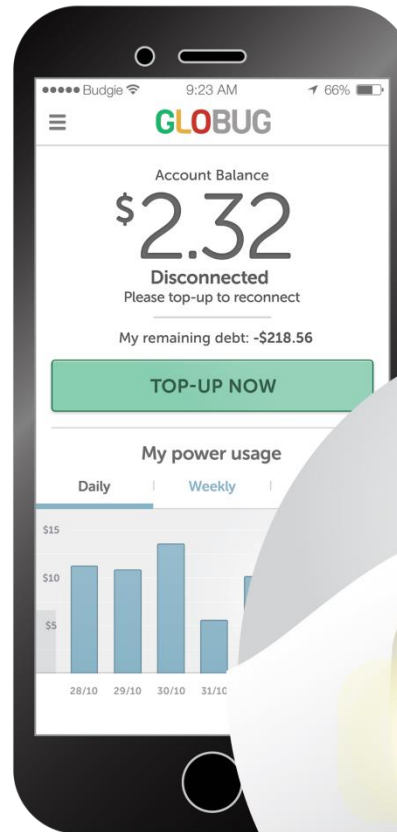 Budgie 9:23 AM 66%
GLOBUG
Account Balance
$2.32
Disconnected
Please top-up to reconnect
My remaining debt: -$218.56
TOP-UP NOW
My power usage
Daily Weekly
$15
$10
$5
28/10 29/10 30/10 31/10